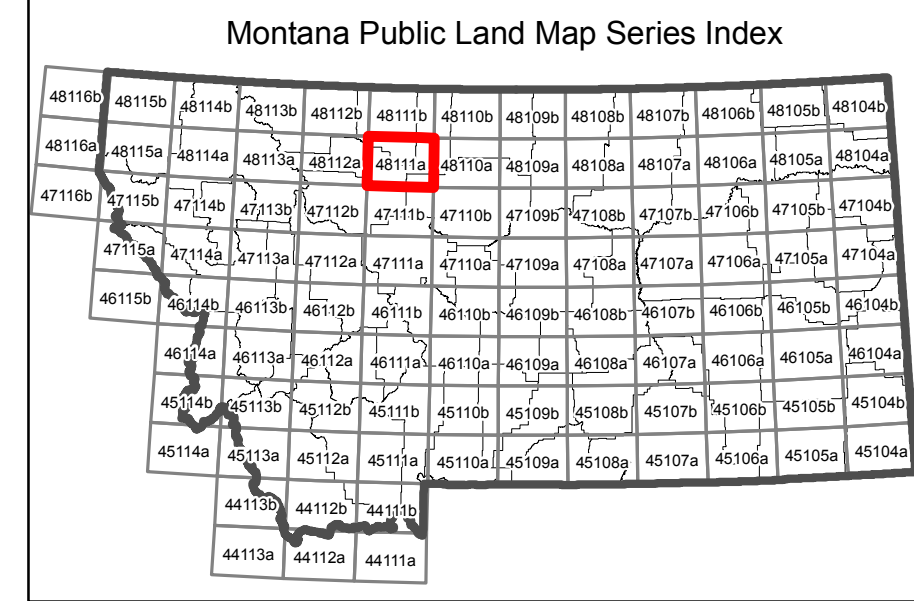 Montana Public Land Map Series Index
48116b 48115b 48114b 48113b 48112b 48111b 48110b 48109b 48108b 48107b 48106b 48105b 48104b
48116a 48115a 48114a 48113a 48112a 48111a 48110a 48109a 48108a 48107a 48106a 48105a 48104a
47116b 47115b 47114b 47113b 47112b 47111b 47110b 47109b 47108b 47107b 47106b 47105b 47104b
47115a 47114a 47113a 47112a 47111a 47110a 47109a 47108a 47107a 47106a 47105a 47104a
46115b 46114b 46113b 46112b 46111b 46110b 46109b 46108b 46107b 46106b 46105b 46104b
46114a 46113a 46112a 46111a 46110a 46109a 46108a 46107a 46106a 46105a 46104a
45114b 45113b 45112b 45111b 45110b 45109b 45108b 45107b 45106b 45105b 45104b
45114a 45113a 45112a 45111a 45110a 45109a 45108a 45107a 45106a 45105a 45104a
44113b 44112b 44111b
44113a 44112a 44111a